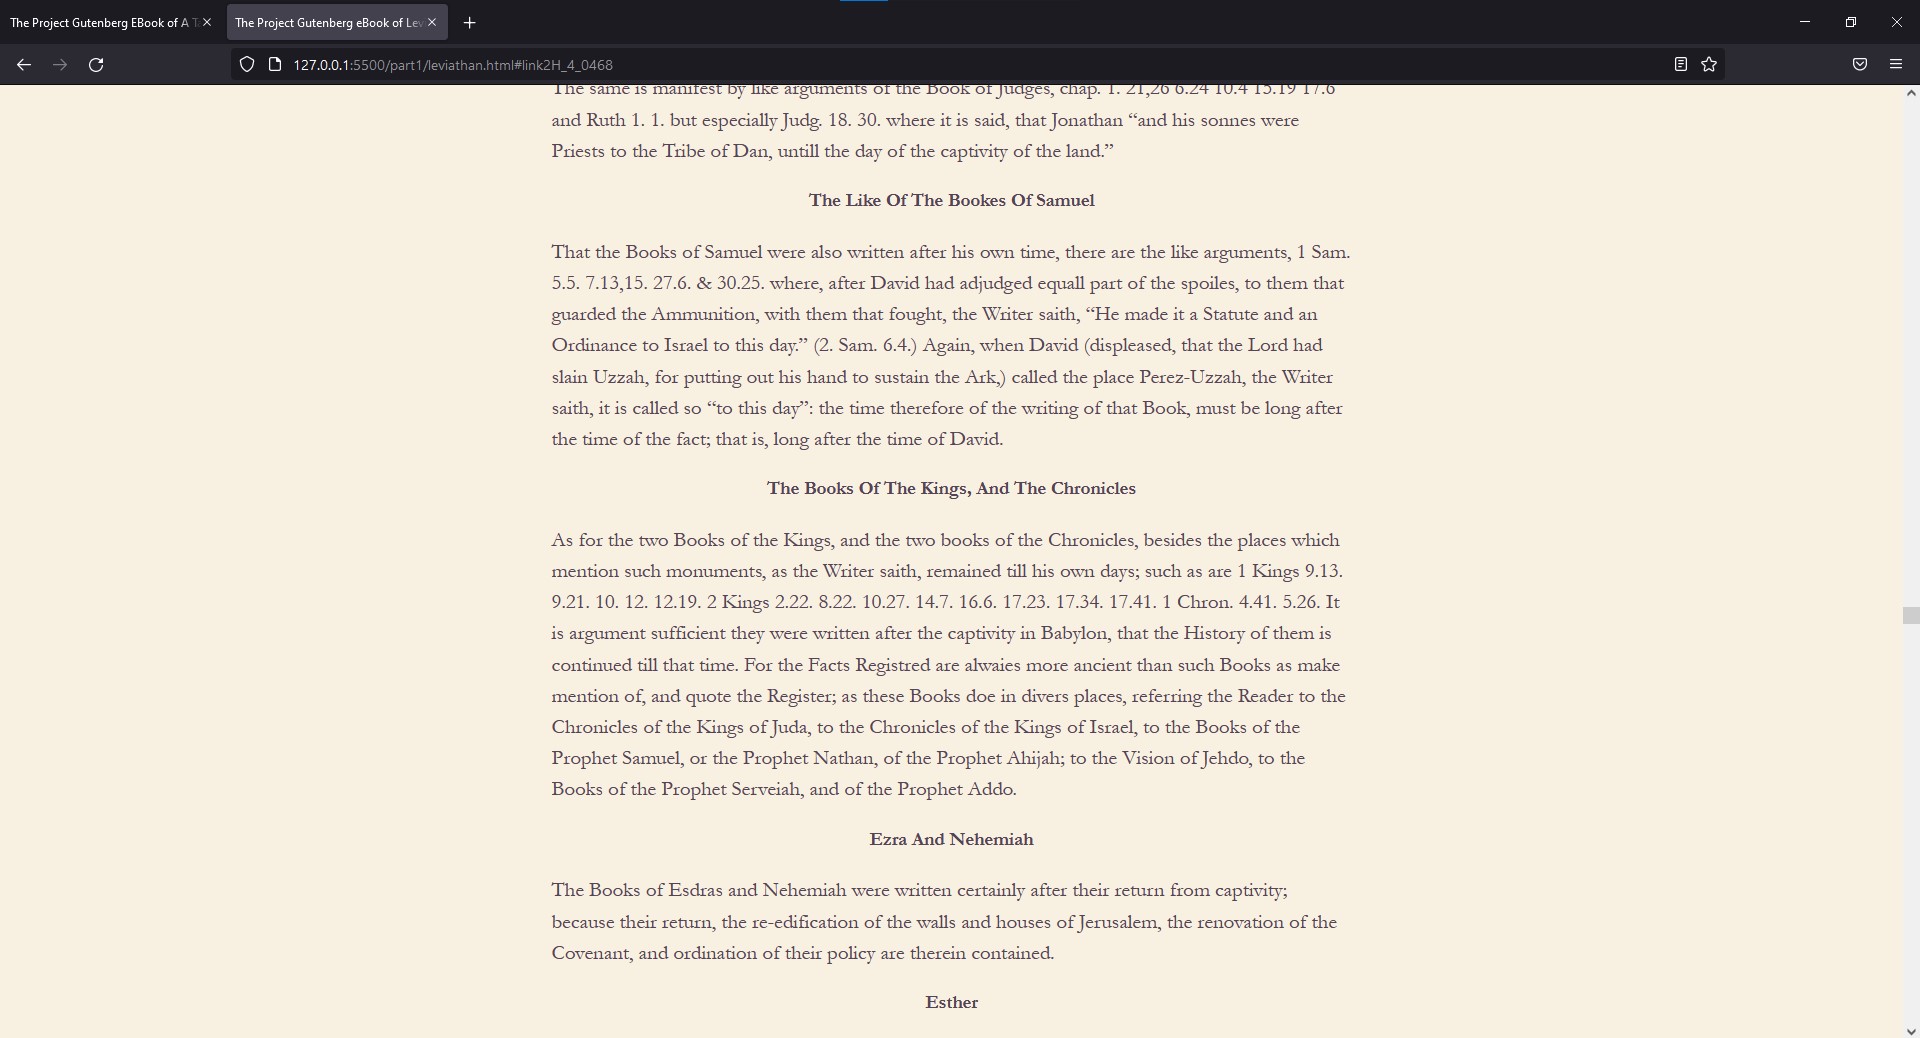 The Project Gutenberg EBook of A Ta
The Project Gutenberg eBook of Lev
127.0.0.1:5500/part1/leviathan.html#link2H_4_0468
The same is manifest by like arguments of the Book of Judges, chap. 1. 21,26 6.24 10.4 15.19 17.6
and Ruth 1. 1. but especially Judg. 18. 30. where it is said, that Jonathan “and his sonnes were
Priests to the Tribe of Dan, untill the day of the captivity of the land.”
The Like Of The Bookes Of Samuel
That the Books of Samuel were also written after his own time, there are the like arguments, 1 Sam.
5.5. 7.13,15. 27.6. & 30.25. where, after David had adjudged equall part of the spoiles, to them that
guarded the Ammunition, with them that fought, the Writer saith, “He made it a Statute and an
Ordinance to Israel to this day.” (2. Sam. 6.4.) Again, when David (displeased, that the Lord had
slain Uzzah, for putting out his hand to sustain the Ark,) called the place Perez-Uzzah, the Writer
saith, it is called so “to this day”: the time therefore of the writing of that Book, must be long after
the time of the fact; that is, long after the time of David.
The Books Of The Kings, And The Chronicles
As for the two Books of the Kings, and the two books of the Chronicles, besides the places which
mention such monuments, as the Writer saith, remained till his own days; such as are 1 Kings 9.13.
9.21. 10. 12. 12.19. 2 Kings 2.22. 8.22. 10.27. 14.7. 16.6. 17.23. 17.34. 17.41. 1 Chron. 4.41. 5.26. It
is argument sufficient they were written after the captivity in Babylon, that the History of them is
continued till that time. For the Facts Registred are alwaies more ancient than such Books as make
mention of, and quote the Register; as these Books doe in divers places, referring the Reader to the
Chronicles of the Kings of Juda, to the Chronicles of the Kings of Israel, to the Books of the
Prophet Samuel, or the Prophet Nathan, of the Prophet Ahijah; to the Vision of Jehdo, to the
Books of the Prophet Serveiah, and of the Prophet Addo.
Ezra And Nehemiah
The Books of Esdras and Nehemiah were written certainly after their return from captivity;
because their return, the re-edification of the walls and houses of Jerusalem, the renovation of the
Covenant, and ordination of their policy are therein contained.
Esther